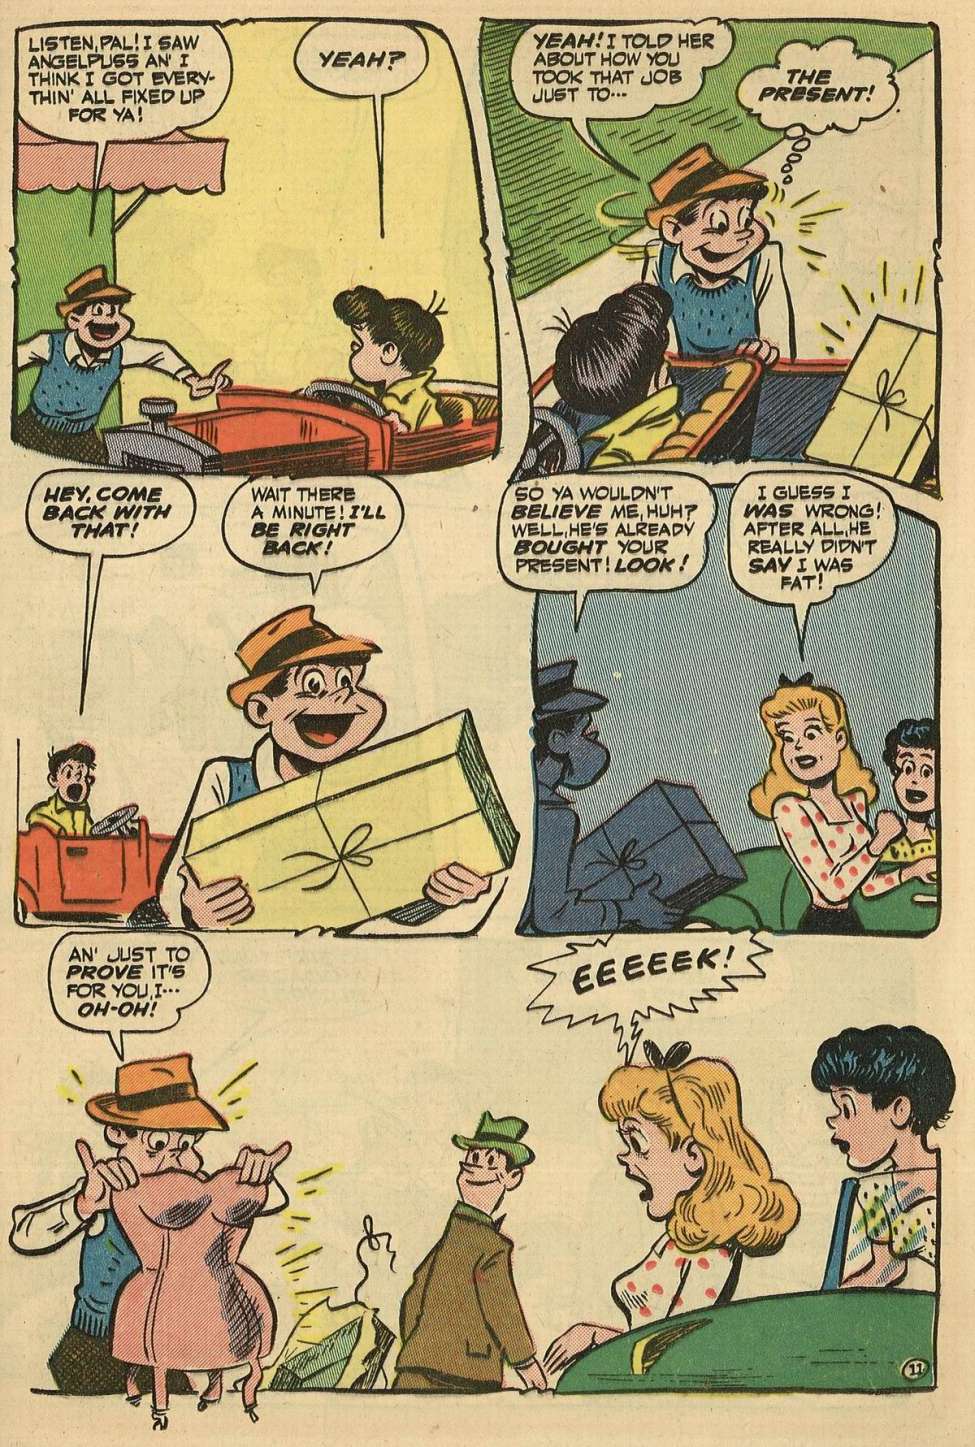 LISTEN, PAL! I SAW
ANGELPUSS AN' I
THINK I GOT EVERY-
THIN' ALL FIXED UP
FOR YA!
YEAH?
YEAH! I TOLD HER
ABOUT HOW YOU
TOOK THAT JOB
JUST TO---
THE
PRESENT!
HEY, COME
BACK WITH
THAT!
WAIT THERE
A MINUTE! I'LL
BE RIGHT
BACK!
SO YA WOULDN'T
BELIEVE ME, HUH?
WELL, HE'S ALREADY
BOUGHT YOUR
PRESENT! LOOK!
I GUESS I
WAS WRONG!
AFTER ALL, HE
REALLY DIDN'T
SAY I WAS
FAT!
AN' JUST TO
PROVE IT'S
FOR YOU, I---
OH-OH!
EEEEEEK!
11